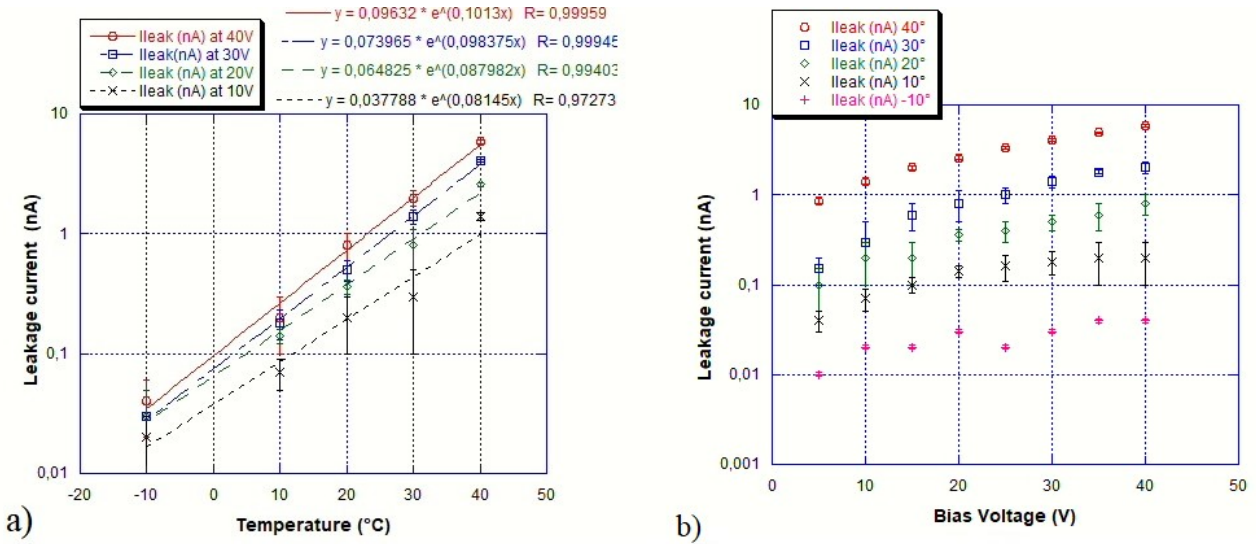 y = 0,09632 * e^(0,1013x) R= 0,99959
y = 0,073965 * e^(0,098375x) R= 0,99945
y = 0,064825 * e^(0,087982x) R= 0,99403
y = 0,037788 * e^(0,08145x) R= 0,97273
Ileak (nA) at 40V
Ileak(nA) at 30V
Ileak (nA) at 20V
Ileak (nA) at 10V
10
1
0,1
0,01
Leakage current (nA)
-20 -10 0 10 20 30 40 50
Temperature (°C)
a)
Ileak (nA) 40°
Ileak (nA) 30°
Ileak (nA) 20°
Ileak (nA) 10°
Ileak (nA) -10°
10
1
0,1
0,01
0,001
Leakage current (nA)
0 10 20 30 40 50
Bias Voltage (V)
b)